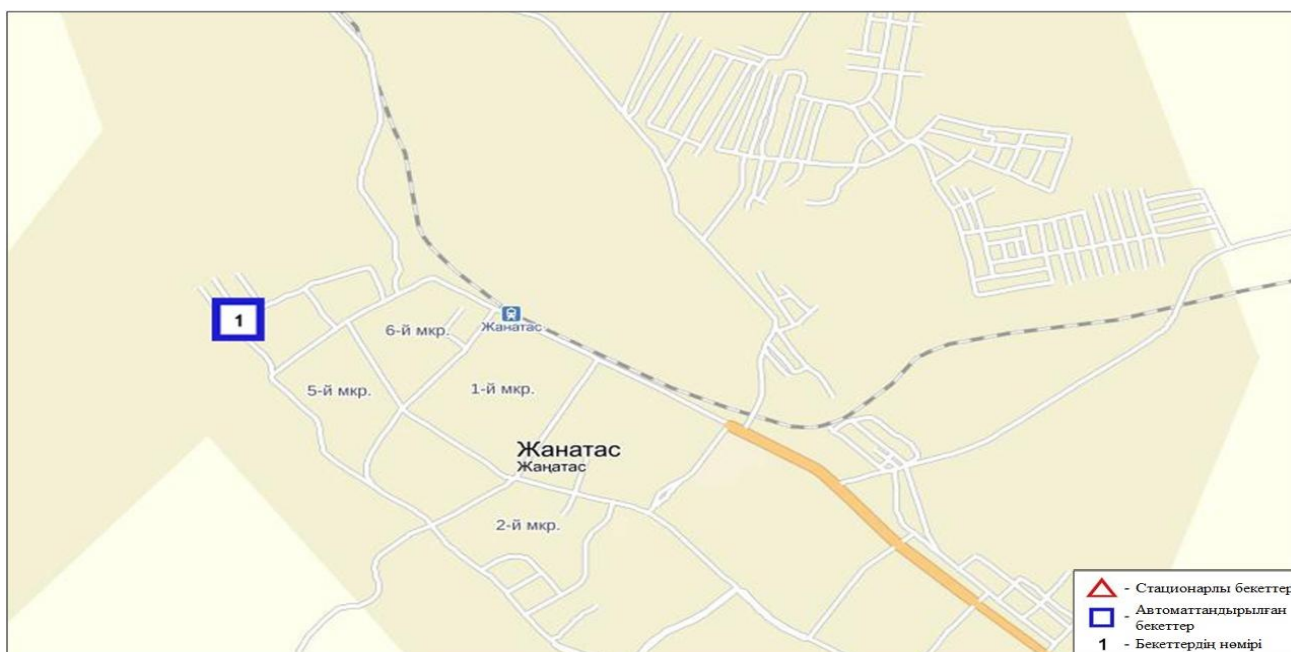 1
6-й мкр.
Жанатас
5-й мкр.
1-й мкр.
Жанатас
Жаңатас
2-й мкр.
- Стационарлы бекеттер
- Автоматтандырылған
бекеттер
1 - Бекеттердің нөмірі